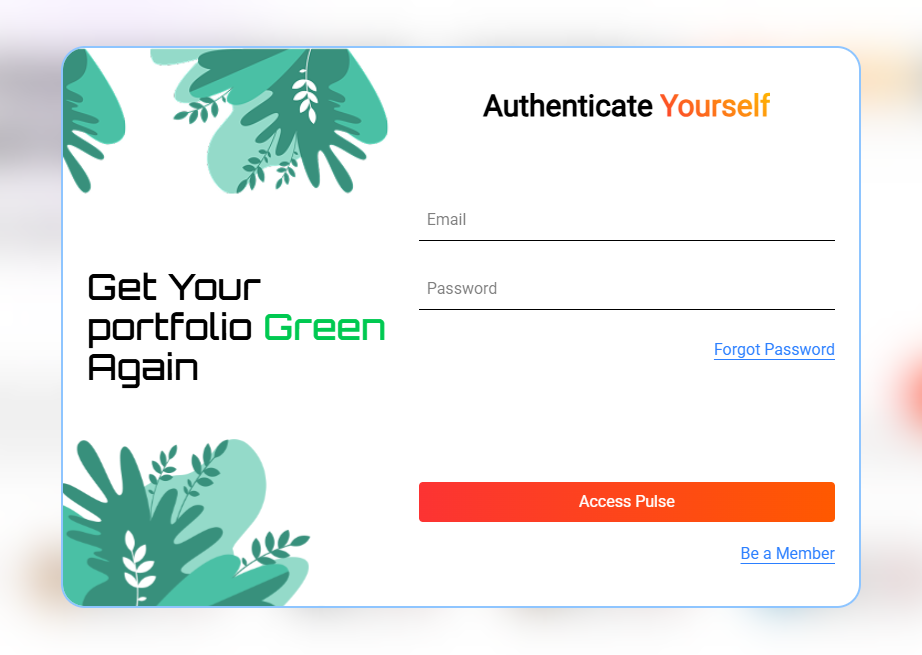 Authenticate Yourself
Get Your
portfolio Green
Again
Email
Password
Forgot Password
Access Pulse
Be a Member